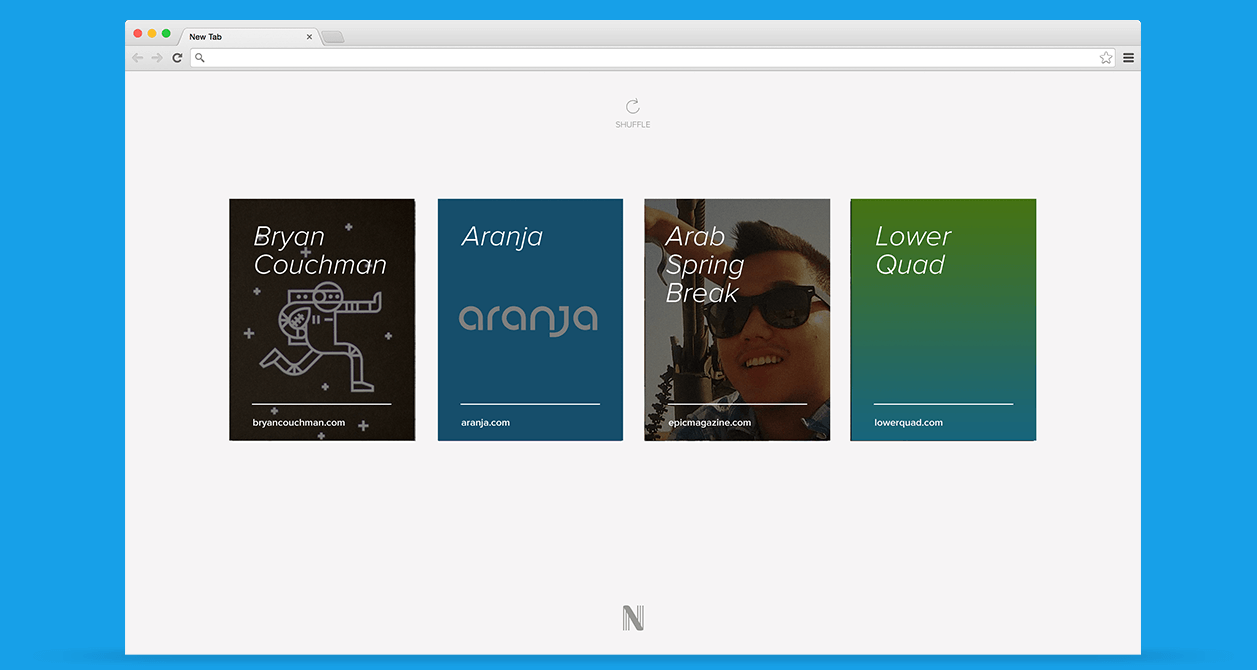 New Tab
SHUFFLE
Bryan
Couchman
bryancouchman.com
Aranja
aranja
aranja.com
Arab
Spring
Break
epicmagazine.com
Lower
Quad
lowerquad.com
N